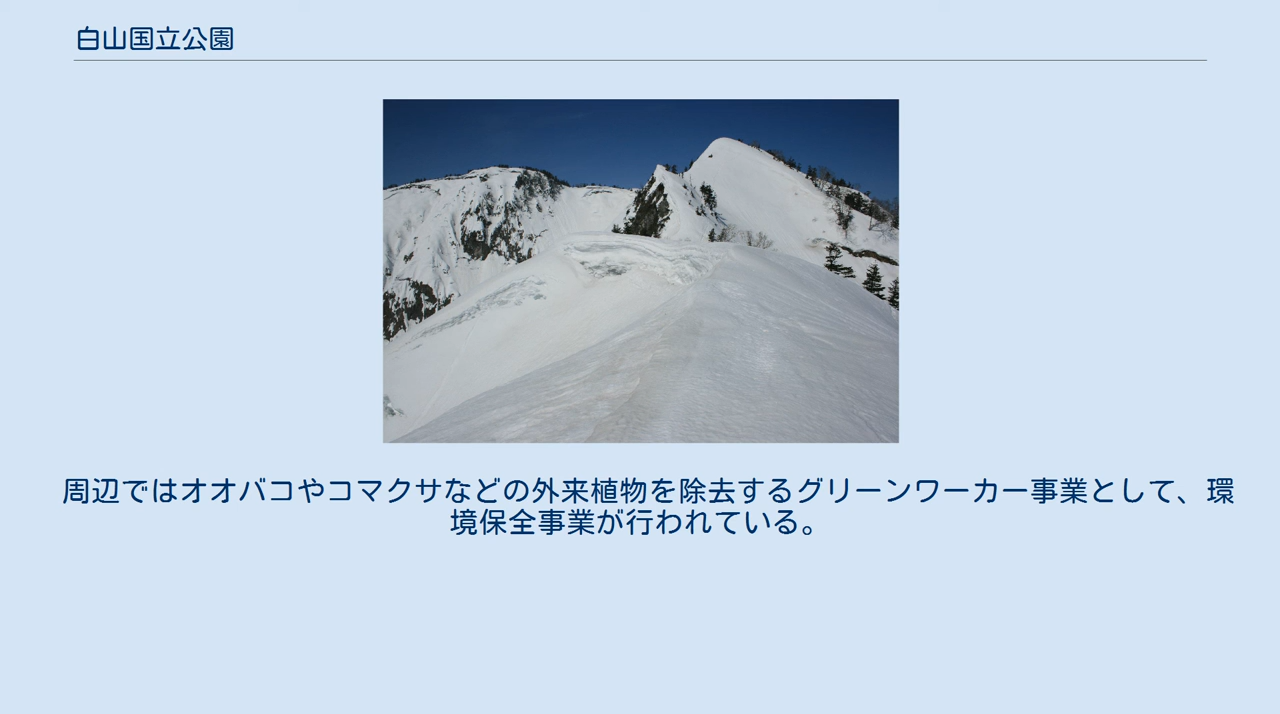 白山国立公園
周辺ではオオバコやコマクサなどの外来植物を除去するグリーンワーカー事業として、環
境保全事業が行われている。